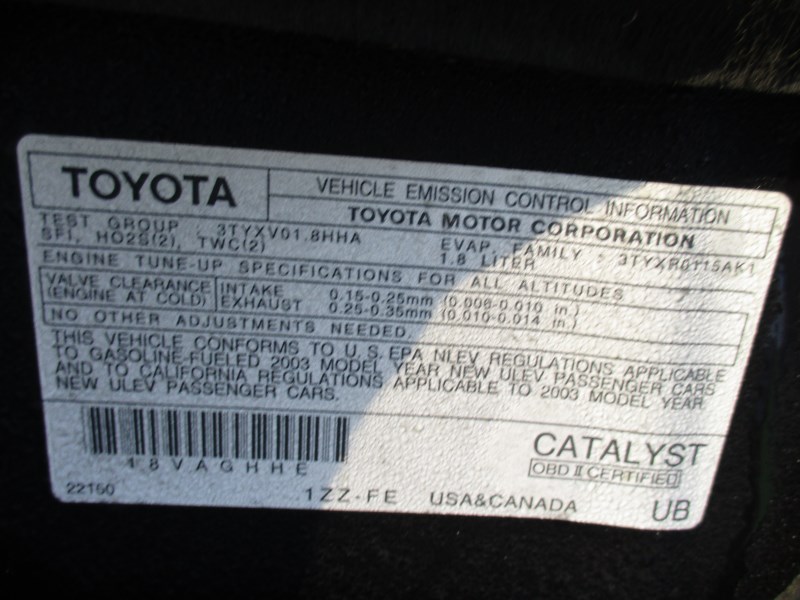 TOYOTA
VEHICLE EMISSION CONTROL INFORMATION
TOYOTA MOTOR CORPORATION
TEST GROUP : 3TYXV01.8HHA
EVAP. FAMILY : 3TYXR0115AK1
SFI, HO2S(2), TWC(2)
1.8 LITER
ENGINE TUNE-UP SPECIFICATIONS FOR ALL ALTITUDES
VALVE CLEARANCE
(ENGINE AT COLD)
INTAKE 0.15-0.25mm (0.006-0.010 in.)
EXHAUST 0.25-0.35mm (0.010-0.014 in.)
NO OTHER ADJUSTMENTS NEEDED.
THIS VEHICLE CONFORMS TO U.S.EPA NLEV REGULATIONS APPLICABLE
TO GASOLINE-FUELED 2003 MODEL YEAR NEW ULEV PASSENGER CARS
AND TO CALIFORNIA REGULATIONS APPLICABLE TO 2003 MODEL YEAR
NEW ULEV PASSENGER CARS.
18VAGHHE
CATALYST
OBD II CERTIFIED
22150
1ZZ-FE
USA&CANADA
UB